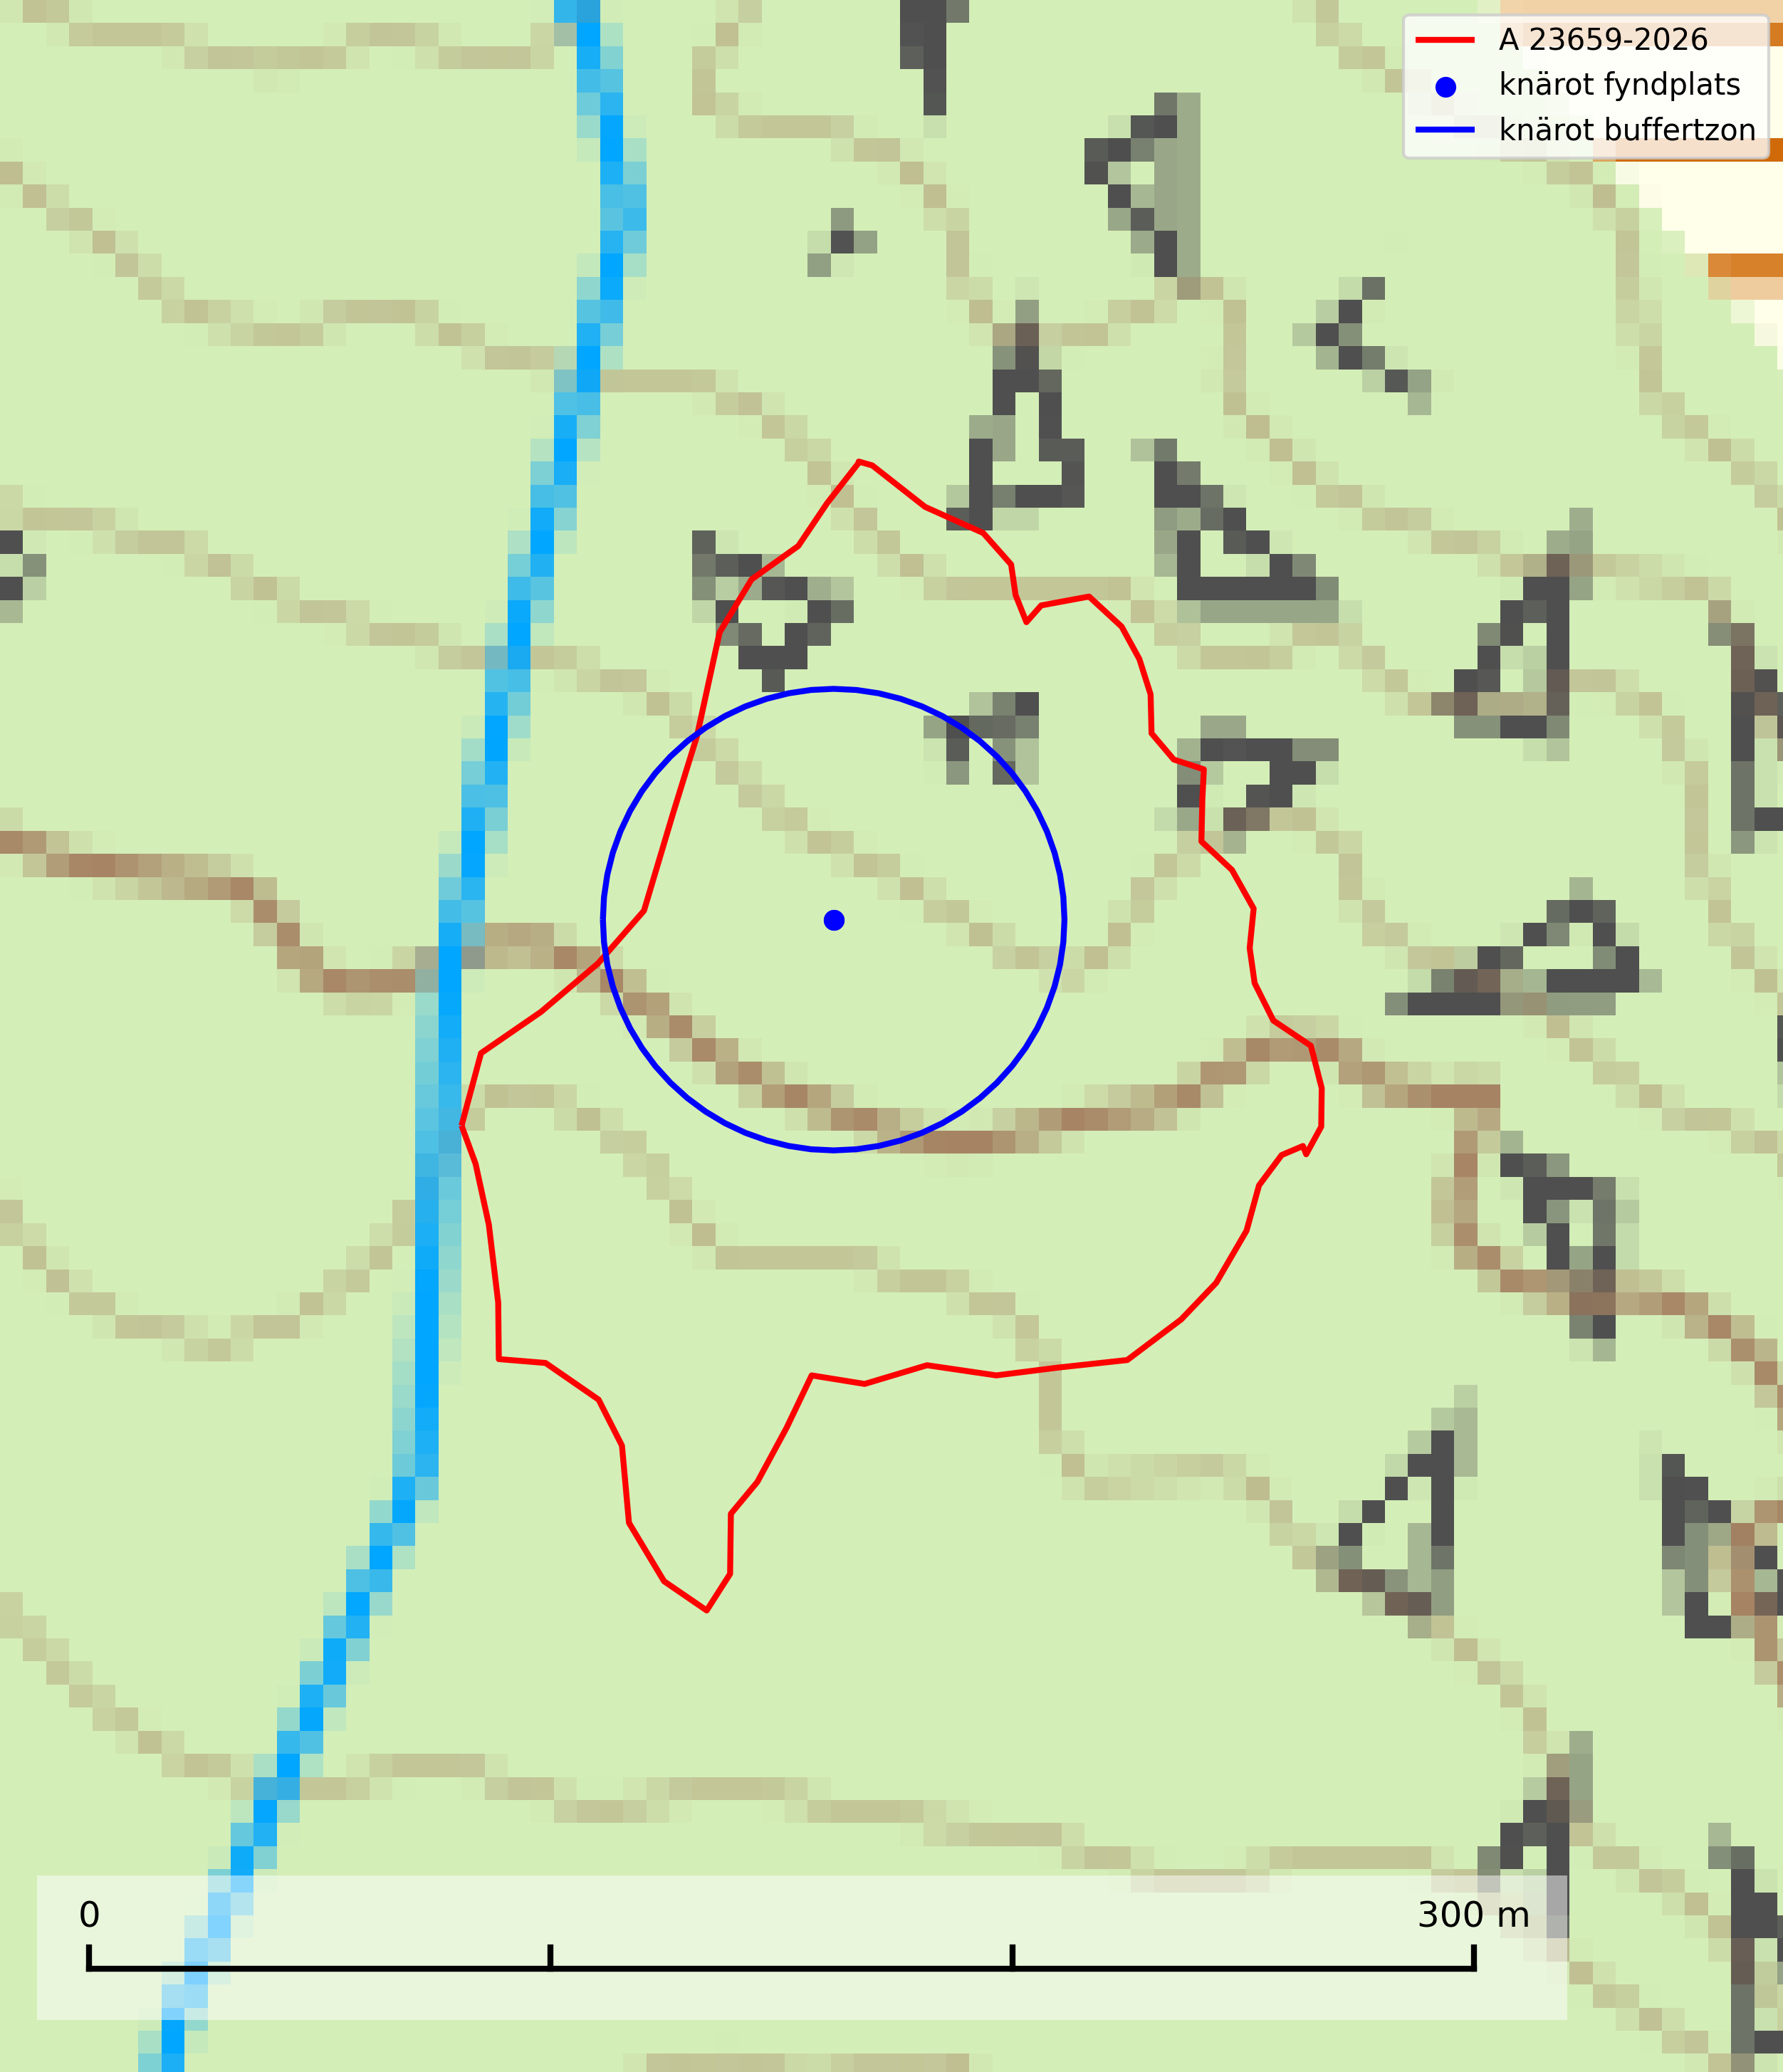 A 23659-2026
knärot fyndplats
knärot buffertzon
0
300 m